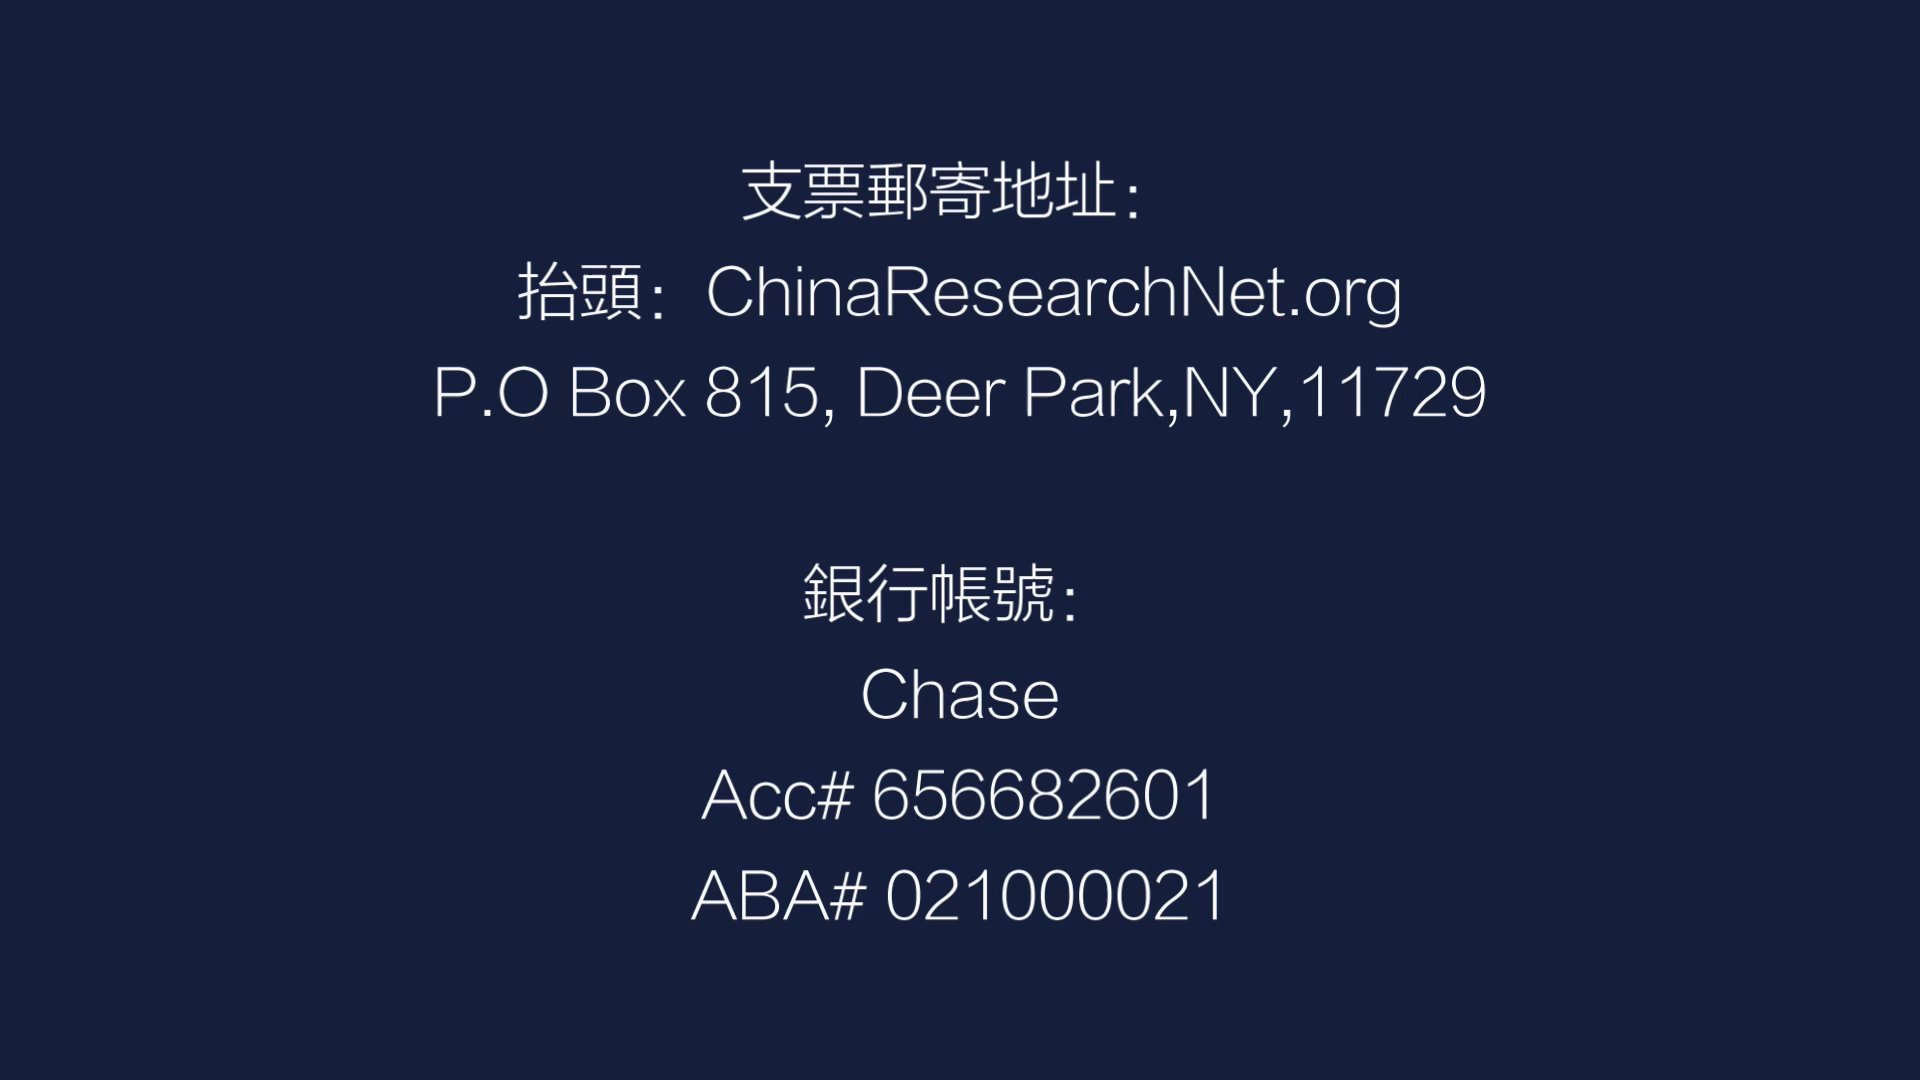 支票郵寄地址：
抬頭：ChinaResearchNet.org
P.O Box 815, Deer Park,NY,11729
銀行帳號：
Chase
Acc# 656682601
ABA# 021000021